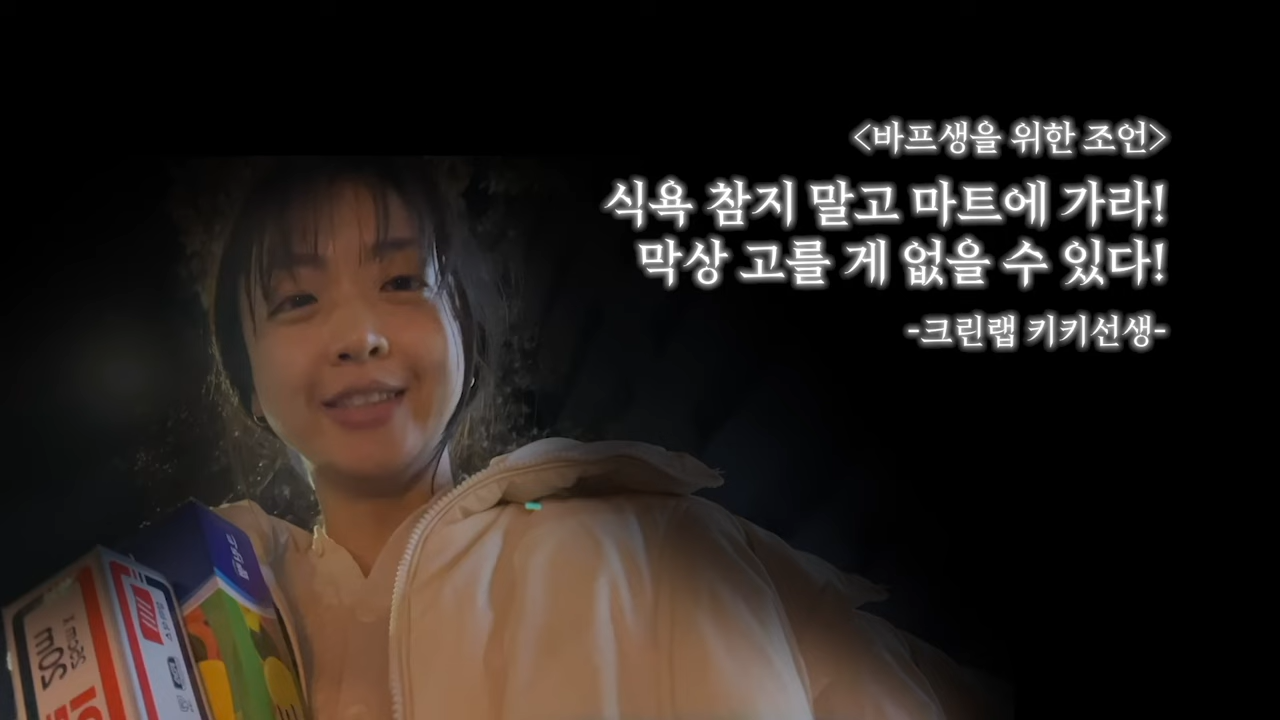 <바프생을 위한 조언>
식욕 참지 말고 마트에 가라!
막상 고를 게 없을 수 있다!
-크린랩 키키선생-
20m